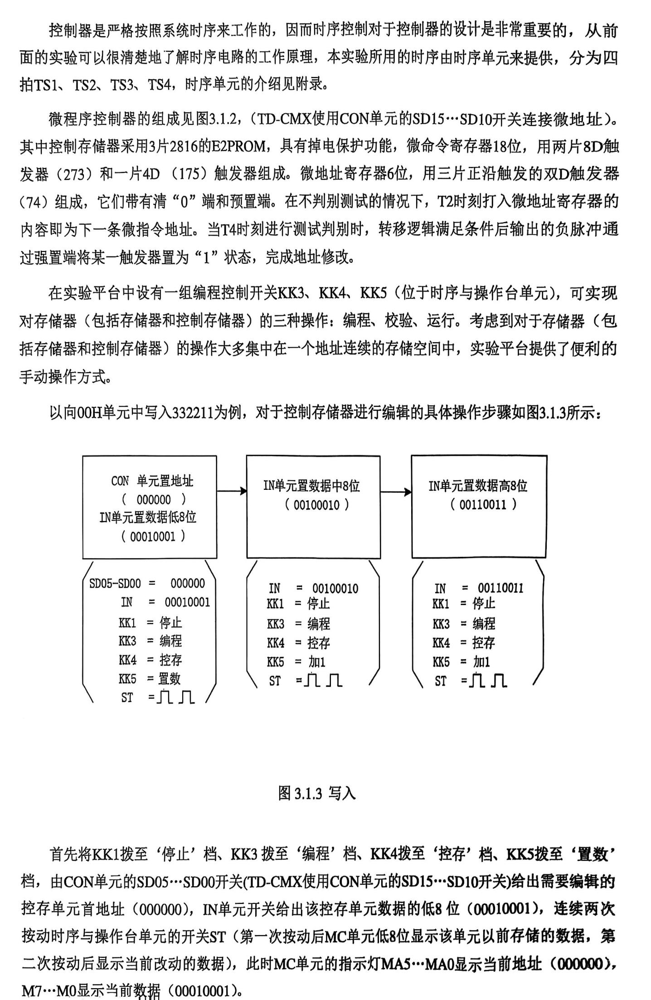 控制器是严格按照系统时序来工作的，因而时序控制对于控制器的设计是非常重要的，从前
面的实验可以很清楚地了解时序电路的工作原理，本实验所用的时序由时序单元来提供，分为四
拍TS1、TS2、TS3、TS4，时序单元的介绍见附录。
微程序控制器的组成见图3.1.2，（TD-CMX使用CON单元的SD15…SD10开关连接微地址）。
其中控制存储器采用3片2816的E2PROM，具有掉电保护功能，微命令寄存器18位，用两片8D触
发器（273）和一片4D （175）触发器组成。微地址寄存器6位，用三片正沿触发的双D触发器
（74）组成，它们带有清“0”端和预置端。在不判别测试的情况下，T2时刻打入微地址寄存器的
内容即为下一条微指令地址。当T4时刻进行测试判别时，转移逻辑满足条件后输出的负脉冲通
过强置端将某一触发器置为“1”状态，完成地址修改。
在实验平台中设有一组编程控制开关KK3、KK4、KK5（位于时序与操作台单元），可实现
对存储器（包括存储器和控制存储器）的三种操作：编程、校验、运行。考虑到对于存储器（包
括存储器和控制存储器）的操作大多集中在一个地址连续的存储空间中，实验平台提供了便利的
手动操作方式。
以向00H单元中写入332211为例，对于控制存储器进行编辑的具体操作步骤如图3.1.3所示：
CON 单元置地址
（ 000000 ）
IN单元置数据低8位
（ 00010001 ）
SD05-SD00 = 000000
IN = 00010001
KK1 = 停止
KK3 = 编程
KK4 = 控存
KK5 = 置数
ST =
IN单元置数据中8位
（ 00100010 ）
IN = 00100010
KK1 = 停止
KK3 = 编程
KK4 = 控存
KK5 = 加1
ST =
IN单元置数据高8位
（ 00110011 ）
IN = 00110011
KK1 = 停止
KK3 = 编程
KK4 = 控存
KK5 = 加1
ST =
图 3.1.3 写入
首先将KK1拨至‘停止’档、KK3 拨至‘编程’档、KK4拨至‘控存’档、KK5拨至‘置数’
档，由CON单元的SD05…SD00开关(TD-CMX使用CON单元的SD15…SD10开关)给出需要编辑的
控存单元首地址（000000），IN单元开关给出该控存单元数据的低8 位（00010001），连续两次
按动时序与操作台单元的开关ST（第一次按动后MC单元低8位显示该单元以前存储的数据，第
二次按动后显示当前改动的数据），此时MC单元的指示灯MA5…MA0显示当前地址（000000），
M7…M0显示当前数据（00010001）。